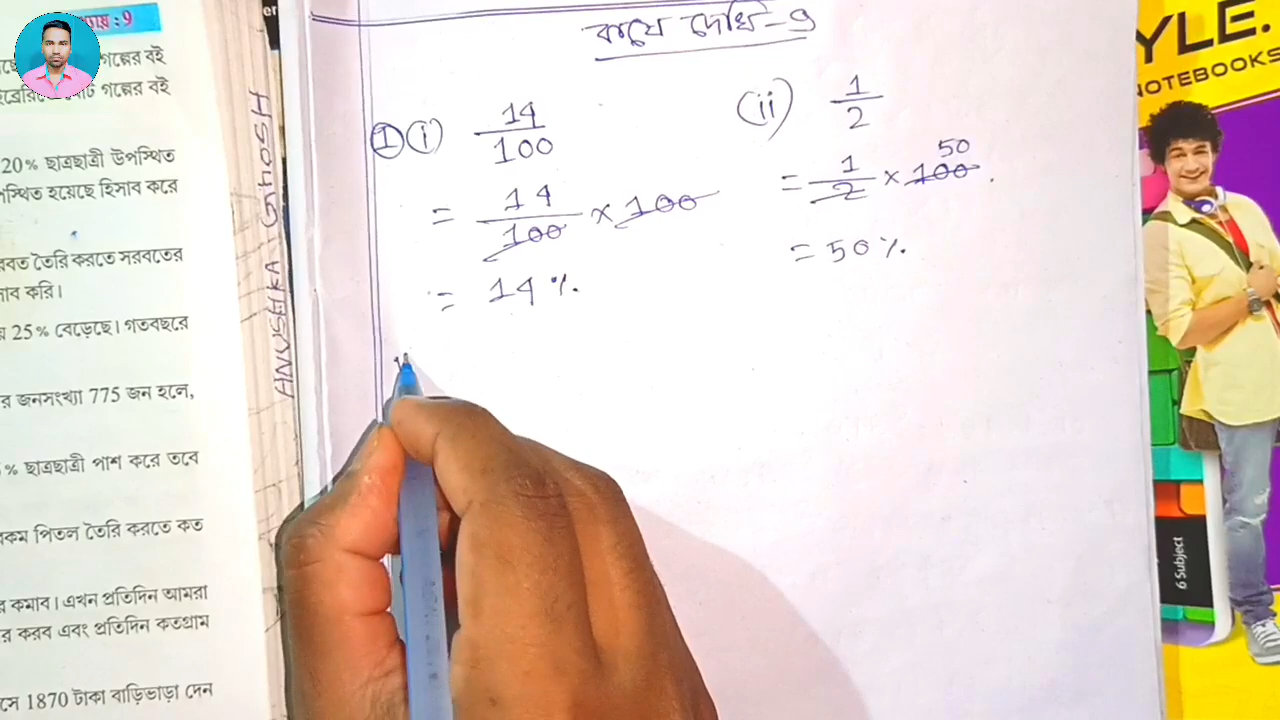 : 9
গল্পের বই
গল্পের বই
20% ছাত্রছাত্রী উপস্থিত
পস্থিত হয়েছে হিসাব করে
রবত তৈরি করতে সরবতের
সাব করি।
25% বেড়েছে। গতবছরে
র জনসংখ্যা 775 জন হলে,
% ছাত্রছাত্রী পাশ করে তবে
রকম পিতল তৈরি করতে কত
র কমাব। এখন প্রতিদিন আমরা
র করব এবং প্রতিদিন কতগ্রাম
সে 1870 টাকা বাড়িভাড়া দেন
ANUSHKA GHOSH
কষে দেখি-9
1 (i) 14/100
= 14/100 × 100
= 14%
(ii) 1/2
= 1/2 × 100 50
= 50%
YLE.
NOTEBOOKS
6 Subject